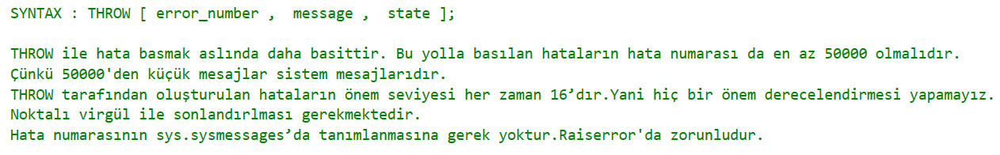 SYNTAX : THROW [ error_number ,  message ,  state ];
THROW ile hata basmak aslında daha basittir. Bu yolla basılan hataların hata numarası da en az 50000 olmalıdır.
Çünkü 50000'den küçük mesajlar sistem mesajlarıdır.
THROW tarafından oluşturulan hataların önem seviyesi her zaman 16’dır.Yani hiç bir önem derecelendirmesi yapamayız.
Noktalı virgül ile sonlandırlması gerekmektedir.
Hata numarasının sys.sysmessages’da tanımlanmasına gerek yoktur.Raiserror'da zorunludur.